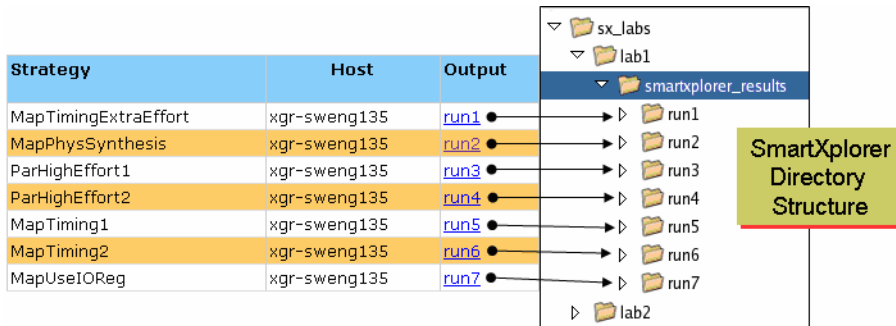 Strategy Host Output
MapTimingExtraEffort xgr-sweng135 run1
MapPhysSynthesis xgr-sweng135 run2
ParHighEffort1 xgr-sweng135 run3
ParHighEffort2 xgr-sweng135 run4
MapTiming1 xgr-sweng135 run5
MapTiming2 xgr-sweng135 run6
MapUseIOReg xgr-sweng135 run7
sx_labs
lab1
smartxplorer_results
run1
run2
run3
run4
run5
run6
run7
lab2
SmartXplorer
Directory
Structure